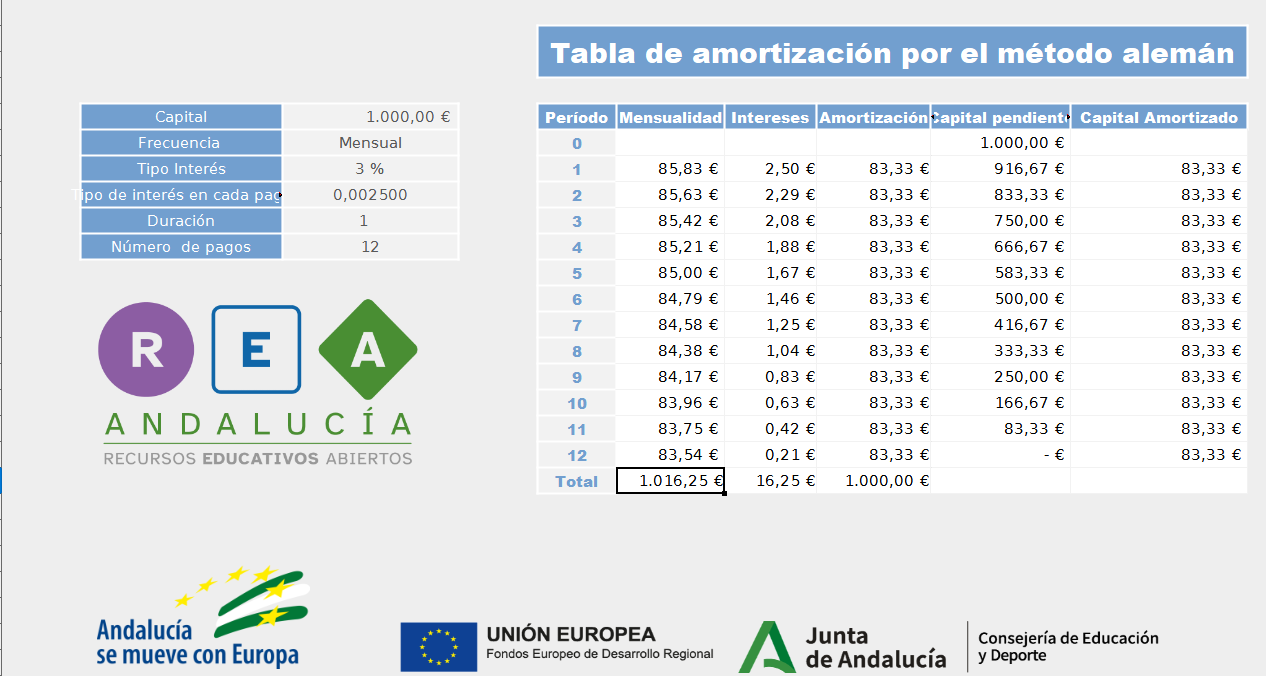 Tabla de amortización por el método alemán
Capital 1.000,00 €
Frecuencia Mensual
Tipo Interés 3 %
Tipo de interés en cada pag 0,002500
Duración 1
Número de pagos 12
Período Mensualidad Intereses Amortización Capital pendient Capital Amortizado
0 1.000,00 €
1 85,83 € 2,50 € 83,33 € 916,67 € 83,33 €
2 85,63 € 2,29 € 83,33 € 833,33 € 83,33 €
3 85,42 € 2,08 € 83,33 € 750,00 € 83,33 €
4 85,21 € 1,88 € 83,33 € 666,67 € 83,33 €
5 85,00 € 1,67 € 83,33 € 583,33 € 83,33 €
6 84,79 € 1,46 € 83,33 € 500,00 € 83,33 €
7 84,58 € 1,25 € 83,33 € 416,67 € 83,33 €
8 84,38 € 1,04 € 83,33 € 333,33 € 83,33 €
9 84,17 € 0,83 € 83,33 € 250,00 € 83,33 €
10 83,96 € 0,63 € 83,33 € 166,67 € 83,33 €
11 83,75 € 0,42 € 83,33 € 83,33 € 83,33 €
12 83,54 € 0,21 € 83,33 € - € 83,33 €
Total 1.016,25 € 16,25 € 1.000,00 €
R E A
ANDALUCÍA
RECURSOS EDUCATIVOS ABIERTOS
Andalucía
se mueve con Europa
UNIÓN EUROPEA
Fondos Europeo de Desarrollo Regional
Junta
de Andalucía
Consejería de Educación
y Deporte